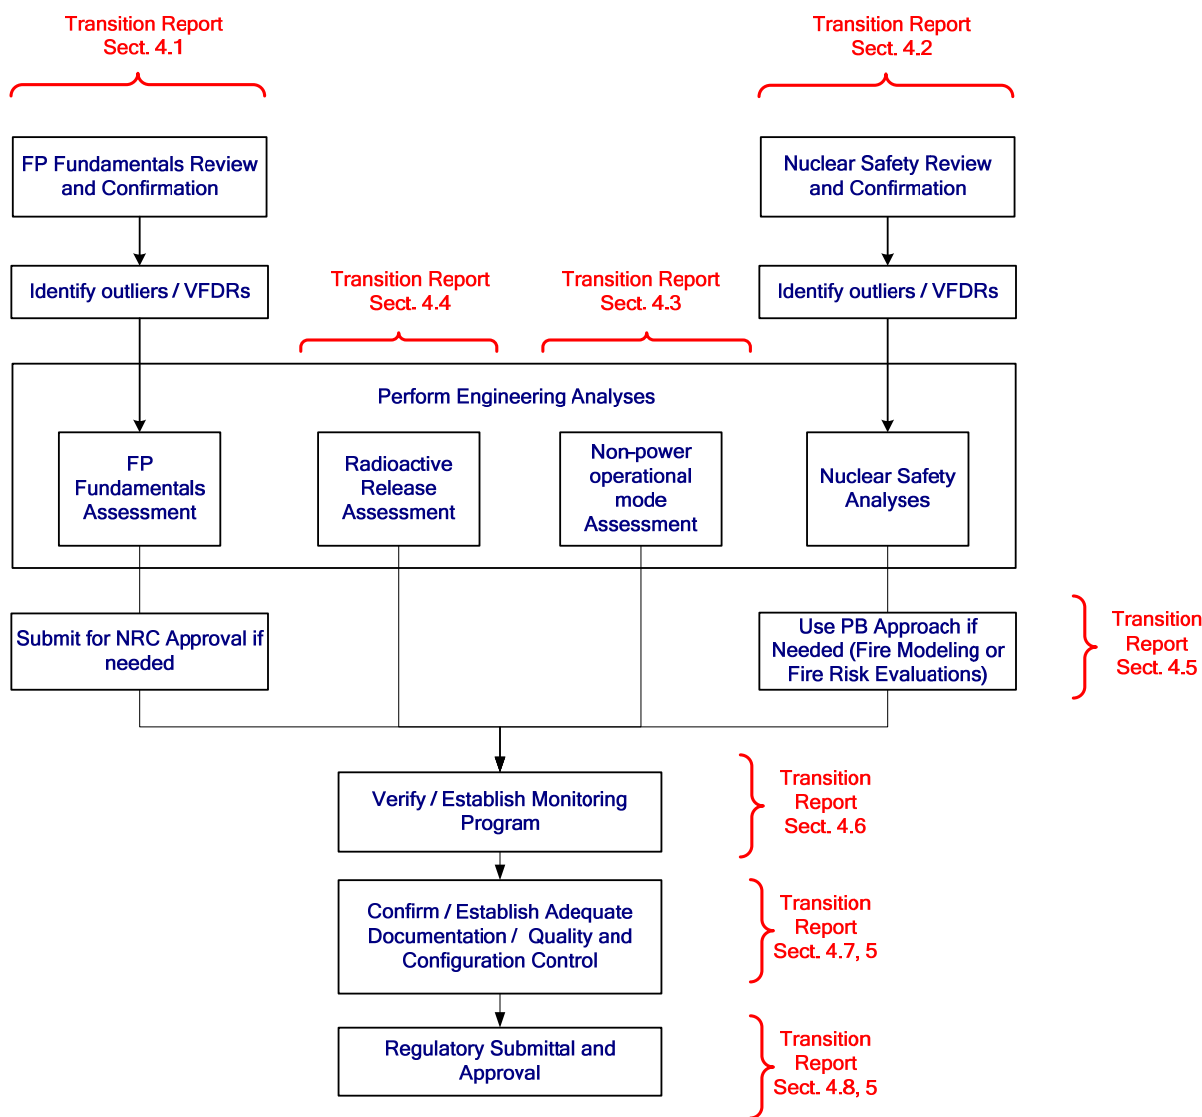 Transition Report
Sect. 4.1
Transition Report
Sect. 4.2
FP Fundamentals Review
and Confirmation
Nuclear Safety Review
and Confirmation
Identify outliers / VFDRs
Transition Report
Sect. 4.4
Transition Report
Sect. 4.3
Identify outliers / VFDRs
Perform Engineering Analyses
FP
Fundamentals
Assessment
Radioactive
Release
Assessment
Non-power
operational
mode
Assessment
Nuclear Safety
Analyses
Submit for NRC Approval if
needed
Use PB Approach if
Needed (Fire Modeling or
Fire Risk Evaluations)
Transition
Report
Sect. 4.5
Verify / Establish Monitoring
Program
Transition
Report
Sect. 4.6
Confirm / Establish Adequate
Documentation / Quality and
Configuration Control
Transition
Report
Sect. 4.7, 5
Regulatory Submittal and
Approval
Transition
Report
Sect. 4.8, 5